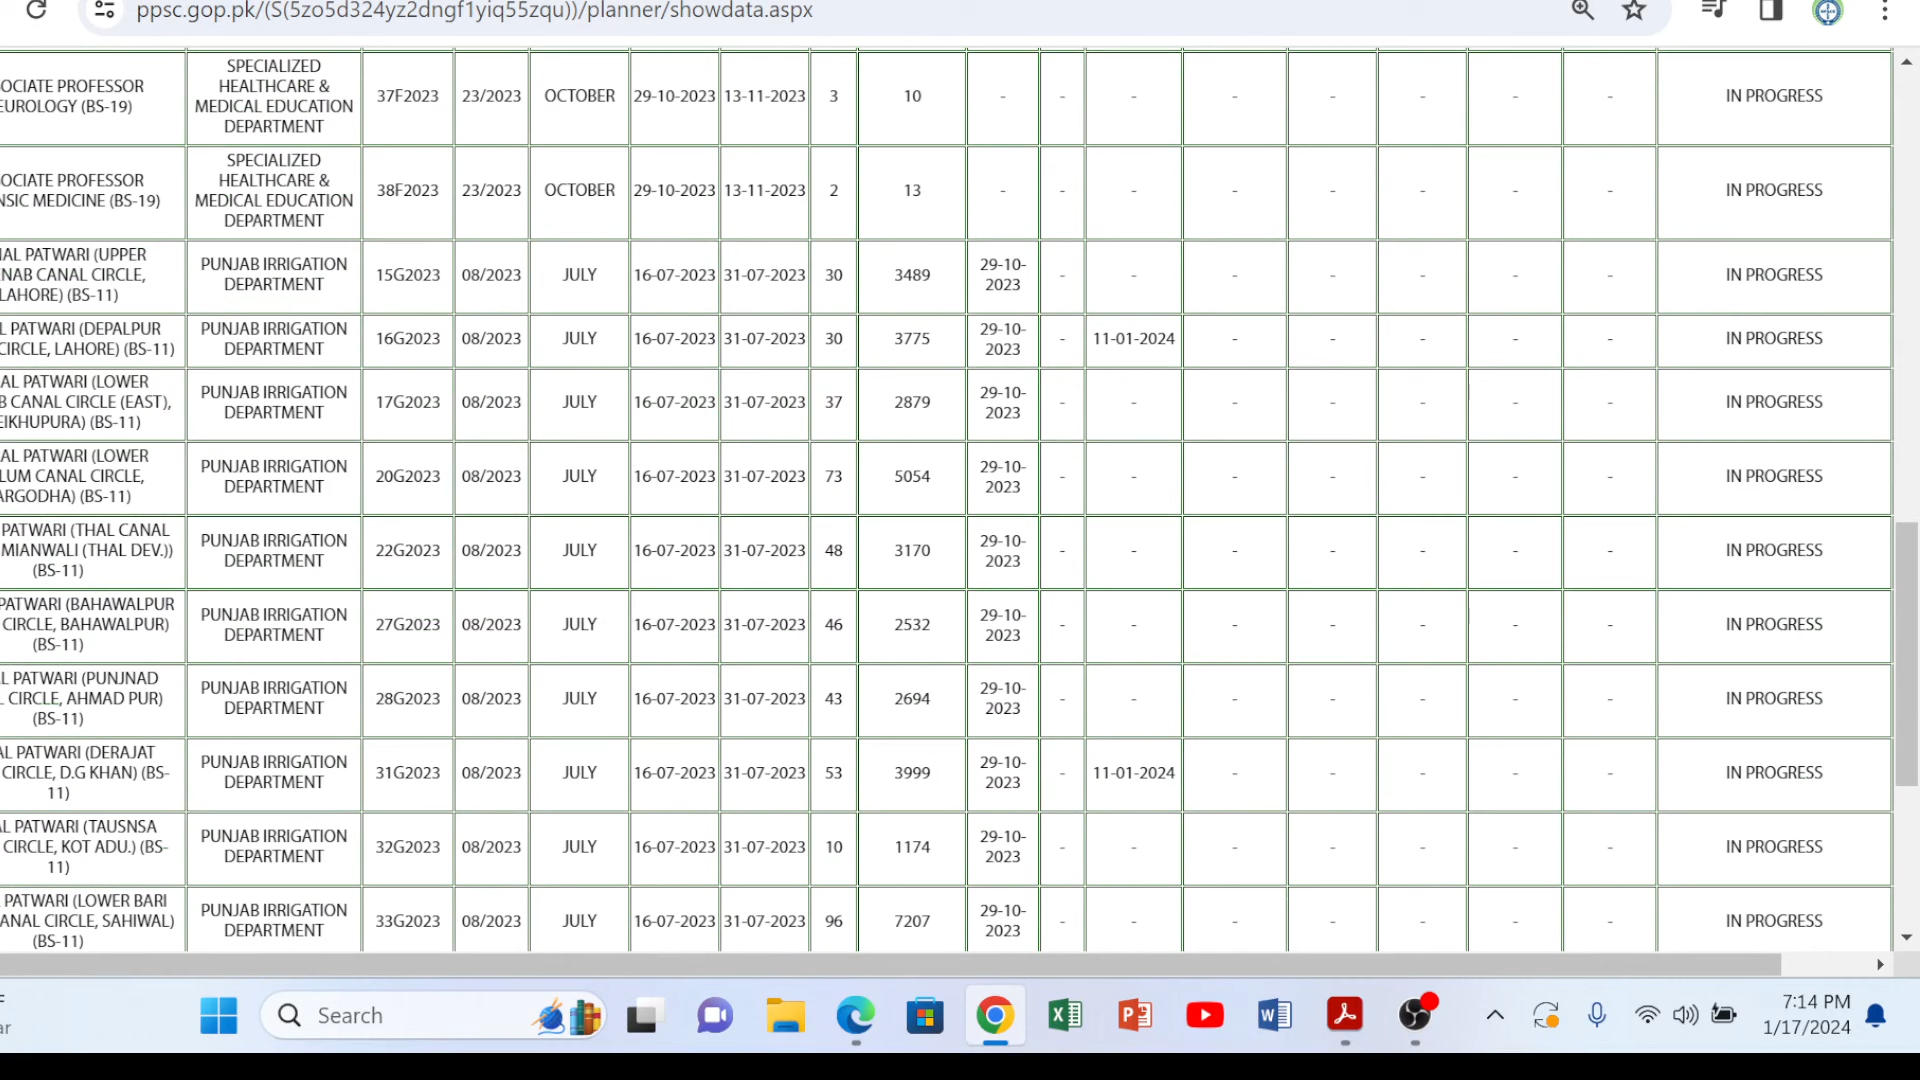 ppsc.gop.pk/(S(5zo5d324yz2dngf1yiq55zqu))/planner/showdata.aspx
OCIATE PROFESSOR
EUROLOGY (BS-19)
SPECIALIZED
HEALTHCARE &
MEDICAL EDUCATION
DEPARTMENT
37F2023 23/2023 OCTOBER 29-10-2023 13-11-2023 3 10 - - - - - - - - IN PROGRESS
OCIATE PROFESSOR
NSIC MEDICINE (BS-19)
SPECIALIZED
HEALTHCARE &
MEDICAL EDUCATION
DEPARTMENT
38F2023 23/2023 OCTOBER 29-10-2023 13-11-2023 2 13 - - - - - - - - IN PROGRESS
NAL PATWARI (UPPER
ENAB CANAL CIRCLE,
LAHORE) (BS-11)
PUNJAB IRRIGATION
DEPARTMENT
15G2023 08/2023 JULY 16-07-2023 31-07-2023 30 3489
29-10-
2023
- - - - - - - IN PROGRESS
L PATWARI (DEPALPUR
CIRCLE, LAHORE) (BS-11)
PUNJAB IRRIGATION
DEPARTMENT
16G2023 08/2023 JULY 16-07-2023 31-07-2023 30 3775
29-10-
2023
- 11-01-2024 - - - - - IN PROGRESS
AL PATWARI (LOWER
B CANAL CIRCLE (EAST),
EIKHUPURA) (BS-11)
PUNJAB IRRIGATION
DEPARTMENT
17G2023 08/2023 JULY 16-07-2023 31-07-2023 37 2879
29-10-
2023
- - - - - - - IN PROGRESS
AL PATWARI (LOWER
LUM CANAL CIRCLE,
ARGODHA) (BS-11)
PUNJAB IRRIGATION
DEPARTMENT
20G2023 08/2023 JULY 16-07-2023 31-07-2023 73 5054
29-10-
2023
- - - - - - - IN PROGRESS
PATWARI (THAL CANAL
MIANWALI (THAL DEV.))
(BS-11)
PUNJAB IRRIGATION
DEPARTMENT
22G2023 08/2023 JULY 16-07-2023 31-07-2023 48 3170
29-10-
2023
- - - - - - - IN PROGRESS
PATWARI (BAHAWALPUR
CIRCLE, BAHAWALPUR)
(BS-11)
PUNJAB IRRIGATION
DEPARTMENT
27G2023 08/2023 JULY 16-07-2023 31-07-2023 46 2532
29-10-
2023
- - - - - - - IN PROGRESS
L PATWARI (PUNJNAD
L CIRCLE, AHMAD PUR)
(BS-11)
PUNJAB IRRIGATION
DEPARTMENT
28G2023 08/2023 JULY 16-07-2023 31-07-2023 43 2694
29-10-
2023
- - - - - - - IN PROGRESS
AL PATWARI (DERAJAT
CIRCLE, D.G KHAN) (BS-
11)
PUNJAB IRRIGATION
DEPARTMENT
31G2023 08/2023 JULY 16-07-2023 31-07-2023 53 3999
29-10-
2023
- 11-01-2024 - - - - - IN PROGRESS
AL PATWARI (TAUSNSA
CIRCLE, KOT ADU.) (BS-
11)
PUNJAB IRRIGATION
DEPARTMENT
32G2023 08/2023 JULY 16-07-2023 31-07-2023 10 1174
29-10-
2023
- - - - - - - IN PROGRESS
PATWARI (LOWER BARI
ANAL CIRCLE, SAHIWAL)
(BS-11)
PUNJAB IRRIGATION
DEPARTMENT
33G2023 08/2023 JULY 16-07-2023 31-07-2023 96 7207
29-10-
2023
- - - - - - - IN PROGRESS
Search
7:14 PM
1/17/2024